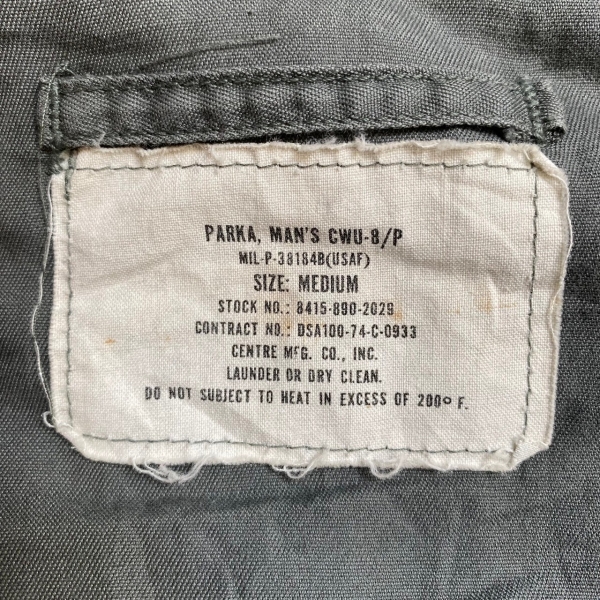 PARKA, MAN'S CWU-8/P
MIL-P-38184B(USAF)
SIZE: MEDIUM
STOCK NO.: 8415-890-2029
CONTRACT NO.: DSA100-74-C-0933
CENTRE MFG. CO., INC.
LAUNDER OR DRY CLEAN.
DO NOT SUBJECT TO HEAT IN EXCESS OF 200° F.